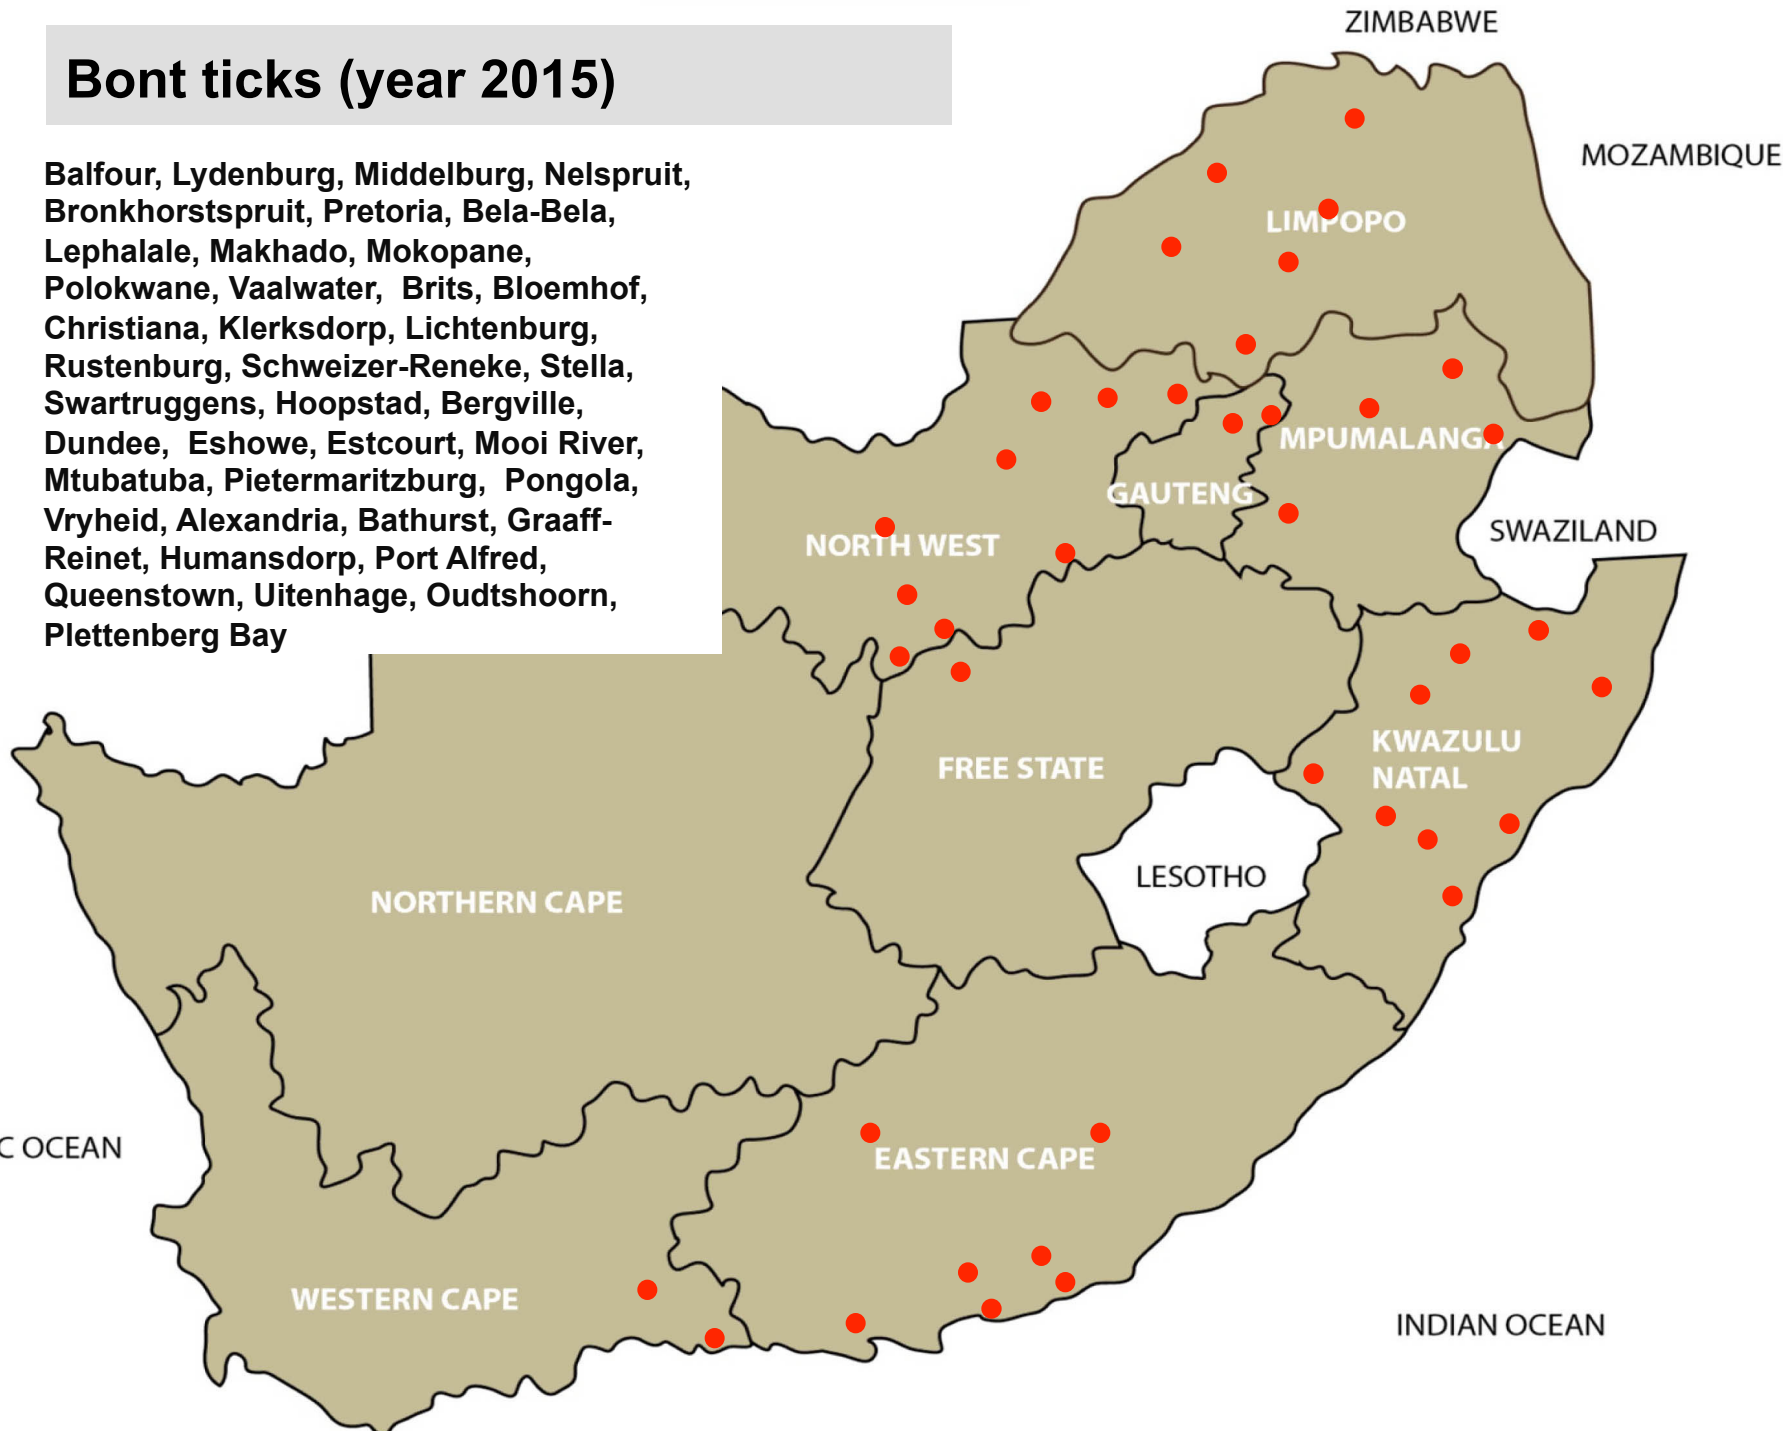 Bont ticks (year 2015)
Balfour, Lydenburg, Middelburg, Nelspruit,
Bronkhorstspruit, Pretoria, Bela-Bela,
Lephalale, Makhado, Mokopane,
Polokwane, Vaalwater,  Brits, Bloemhof,
Christiana, Klerksdorp, Lichtenburg,
Rustenburg, Schweizer-Reneke, Stella,
Swartruggens, Hoopstad, Bergville,
Dundee,  Eshowe, Estcourt, Mooi River,
Mtubatuba, Pietermaritzburg,  Pongola,
Vryheid, Alexandria, Bathurst, Graaff-
Reinet, Humansdorp, Port Alfred,
Queenstown, Uitenhage, Oudtshoorn,
Plettenberg Bay
ZIMBABWE
MOZAMBIQUE
LIMPOPO
MPUMALANGA
GAUTENG
NORTH WEST
SWAZILAND
KWAZULU
NATAL
FREE STATE
LESOTHO
NORTHERN CAPE
C OCEAN
EASTERN CAPE
WESTERN CAPE
INDIAN OCEAN